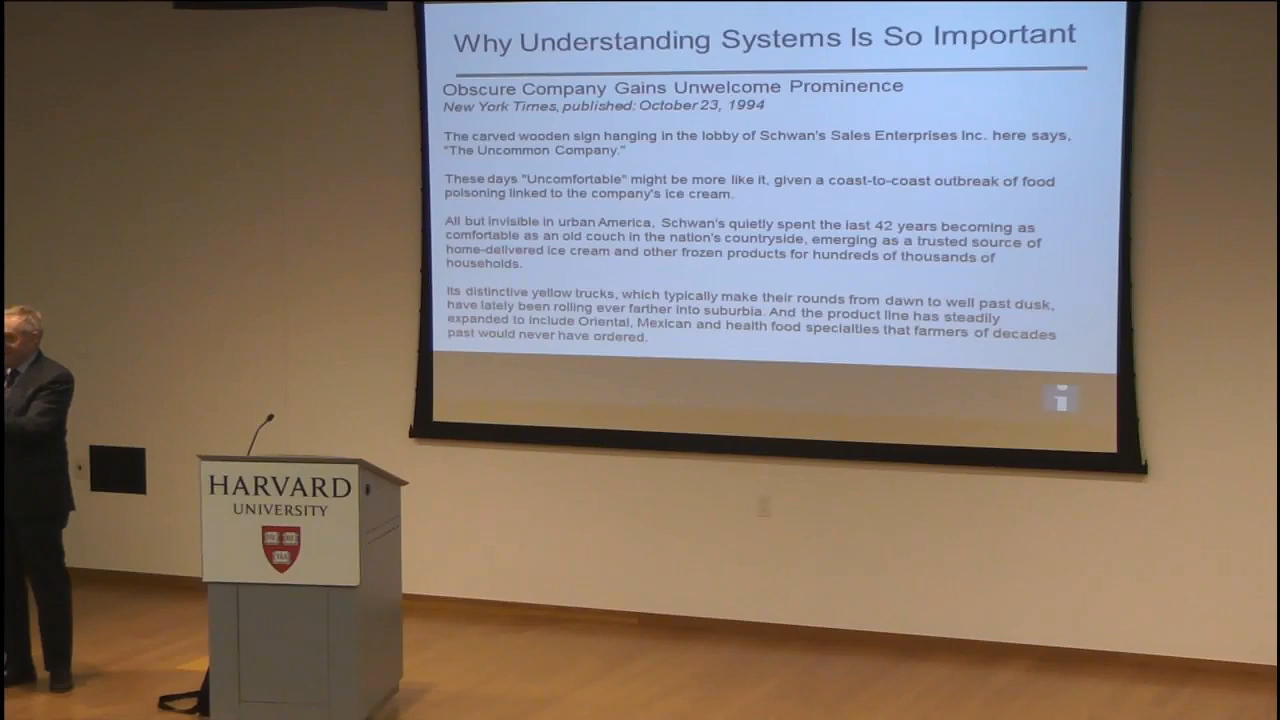 Why Understanding Systems Is So Important
Obscure Company Gains Unwelcome Prominence
New York Times, published: October 23, 1994
The carved wooden sign hanging in the lobby of Schwan's Sales Enterprises Inc. here says,
"The Uncommon Company."
These days "Uncomfortable" might be more like it, given a coast-to-coast outbreak of food
poisoning linked to the company's ice cream.
All but invisible in urban America, Schwan's quietly spent the last 42 years becoming as
comfortable as an old couch in the nation's countryside, emerging as a trusted source of
home-delivered ice cream and other frozen products for hundreds of thousands of
households.
Its distinctive yellow trucks, which typically make their rounds from dawn to well past dusk,
have lately been rolling ever farther into suburbia. And the product line has steadily
expanded to include Oriental, Mexican and health food specialties that farmers of decades
past would never have ordered.
i
HARVARD
UNIVERSITY